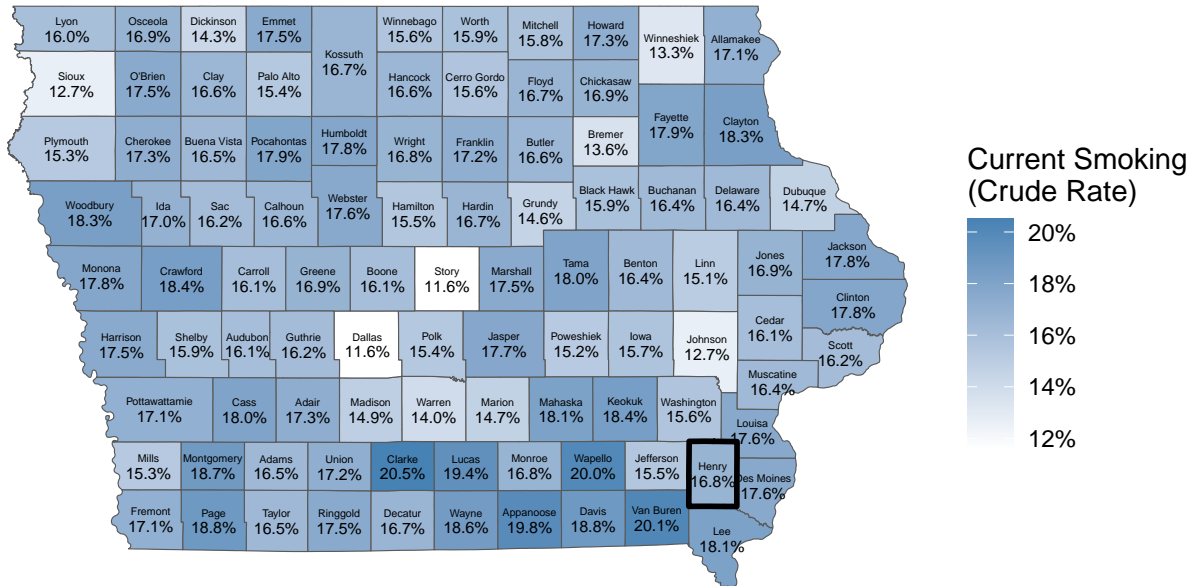 Lyon
16.0%
Osceola
16.9%
Dickinson
14.3%
Emmet
17.5%
Kossuth
16.7%
Winnebago
15.6%
Worth
15.9%
Mitchell
15.8%
Howard
17.3%
Winneshiek
13.3%
Allamakee
17.1%
Sioux
12.7%
O'Brien
17.5%
Clay
16.6%
Palo Alto
15.4%
Hancock
16.6%
Cerro Gordo
15.6%
Floyd
16.7%
Chickasaw
16.9%
Fayette
17.9%
Clayton
18.3%
Plymouth
15.3%
Cherokee
17.3%
Buena Vista
16.5%
Pocahontas
17.9%
Humboldt
17.8%
Wright
16.8%
Franklin
17.2%
Butler
16.6%
Bremer
13.6%
Woodbury
18.3%
Ida
17.0%
Sac
16.2%
Calhoun
16.6%
Webster
17.6%
Hamilton
15.5%
Hardin
16.7%
Grundy
14.6%
Black Hawk
15.9%
Buchanan
16.4%
Delaware
16.4%
Dubuque
14.7%
Monona
17.8%
Crawford
18.4%
Carroll
16.1%
Greene
16.9%
Boone
16.1%
Story
11.6%
Marshall
17.5%
Tama
18.0%
Benton
16.4%
Linn
15.1%
Jones
16.9%
Jackson
17.8%
Clinton
17.8%
Harrison
17.5%
Shelby
15.9%
Audubon
16.1%
Guthrie
16.2%
Dallas
11.6%
Polk
15.4%
Jasper
17.7%
Poweshiek
15.2%
Iowa
15.7%
Johnson
12.7%
Cedar
16.1%
Scott
16.2%
Muscatine
16.4%
Pottawattamie
17.1%
Cass
18.0%
Adair
17.3%
Madison
14.9%
Warren
14.0%
Marion
14.7%
Mahaska
18.1%
Keokuk
18.4%
Washington
15.6%
Louisa
17.6%
Mills
15.3%
Montgomery
18.7%
Adams
16.5%
Union
17.2%
Clarke
20.5%
Lucas
19.4%
Monroe
16.8%
Wapello
20.0%
Jefferson
15.5%
Henry
16.8%
Des Moines
17.6%
Fremont
17.1%
Page
18.8%
Taylor
16.5%
Ringgold
17.5%
Decatur
16.7%
Wayne
18.6%
Appanoose
19.8%
Davis
18.8%
Van Buren
20.1%
Lee
18.1%
Current Smoking
(Crude Rate)
20%
18%
16%
14%
12%